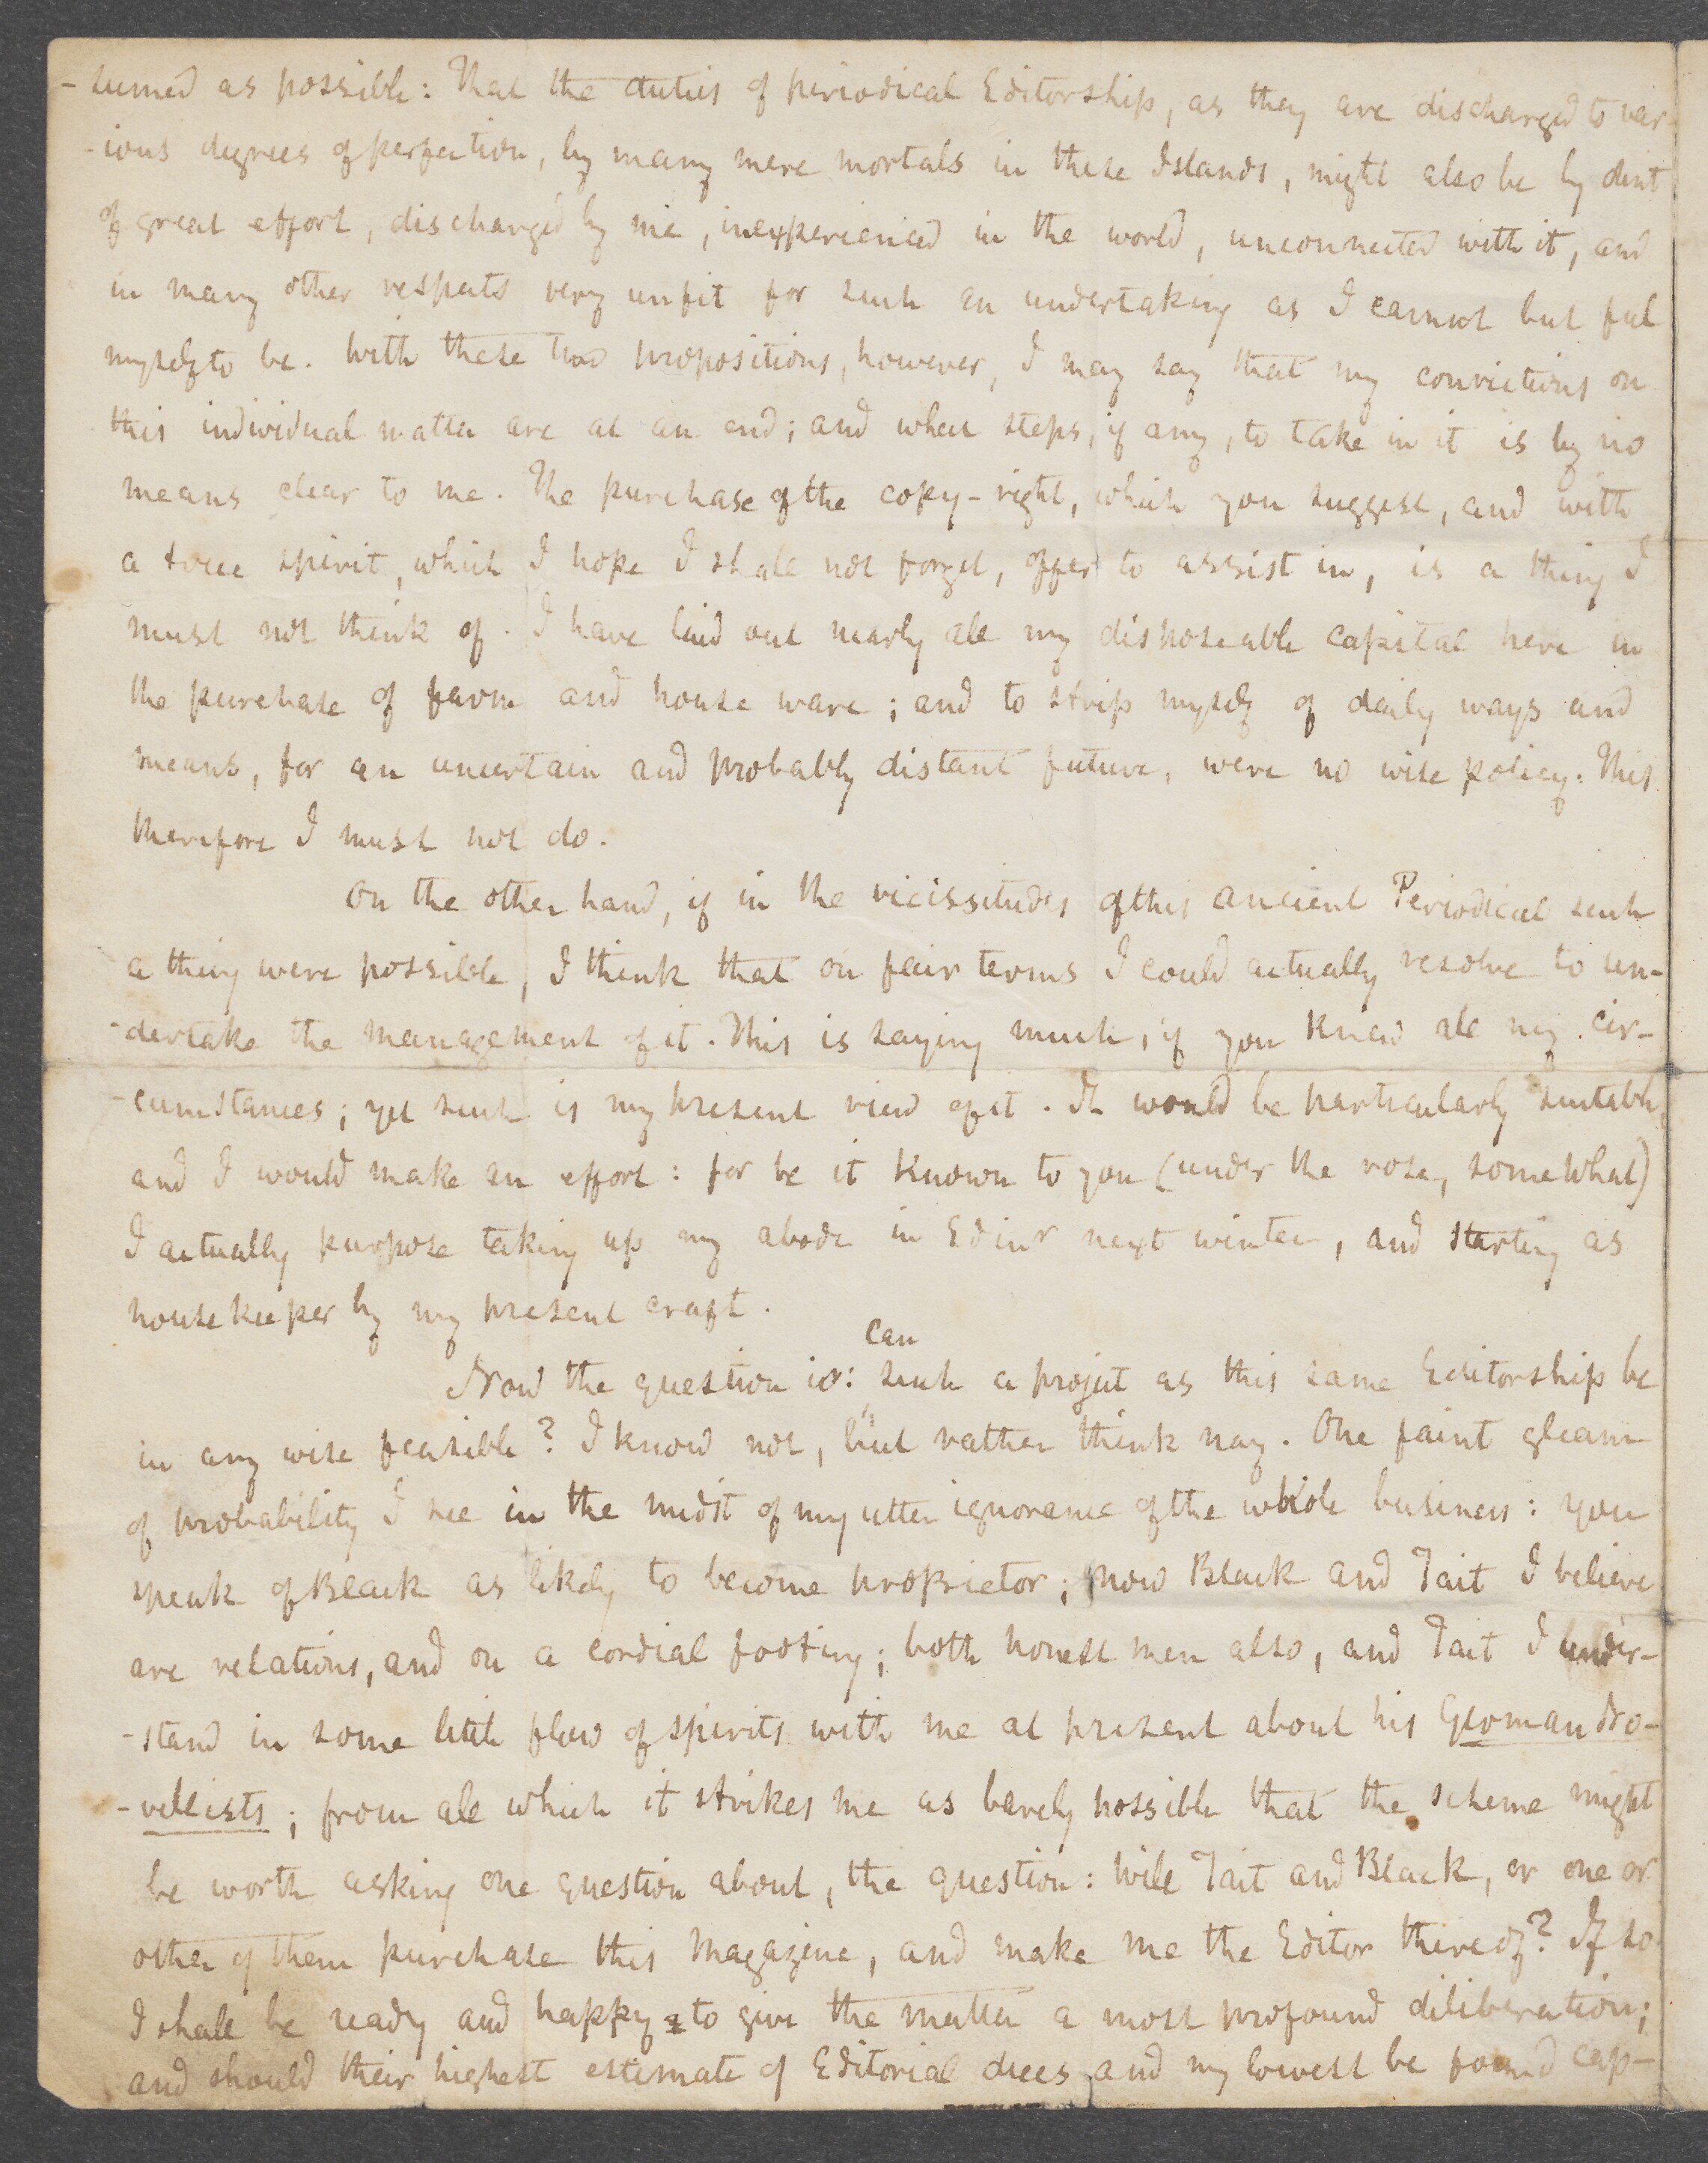 -sumed as possible: That the duties of periodical Editorship, as they are discharged to var-
-ious degrees of perfection, by many mere mortals in these Islands, might also be by dint
of great effort, discharged by me, inexperienced in the world, unconnected with it, and
in many other respects very unfit for such an undertaking as I cannot but feel
myself to be. With these two propositions, however, I may say that my convictions on
this individual matter are at an end; and what steps, if any, to take in it is by no
means clear to me. The purchase of the copy-right, which you suggest, and with
a true spirit, which I hope I shall not forget, offer to assist in, is a thing I
must not think of. I have laid out nearly all my disposeable capital here in
the purchase of farm and house ware; and to strip myself of daily ways and
means, for an uncertain and probably distant future, were no wise policy. This
therefore I must not do.
On the other hand, if in the vicissitudes of this ancient Periodical such
a thing were possible, I think that on fair terms I could actually resolve to un-
-dertake the management of it. This is saying much, if you knew all my cir-
-cumstances; yet such is my present view of it. It would be particularly suitable,
and I would make an effort: for be it known to you (under the rose, somewhat)
I actually purpose taking up my abode in Edinr next winter, and starting as
housekeeper by my present craft.
can
Now the question is: such a project as this same Editorship be
in any wise feasible? I know not, but rather think nay. One faint gleam
of probability I see in the midst of my utter ignorance of the whole business: you
speak of Black as likely to become proprietor; now Black and Tait I believe
are relations, and on a cordial footing; both honest men also, and Tait I under-
-stand in some little flow of spirits with me at present about his German No-
-vellists; from all which it strikes me as barely possible that the scheme might
be worth asking one question about, the question: Will Tait and Black, or one or
other of them purchase this Magazine, and make me the Editor thereof? If so
I shall be ready and happy to give the matter a most profound deliberation;
and should their highest estimate of Editorial dues and my lowest be found cap-